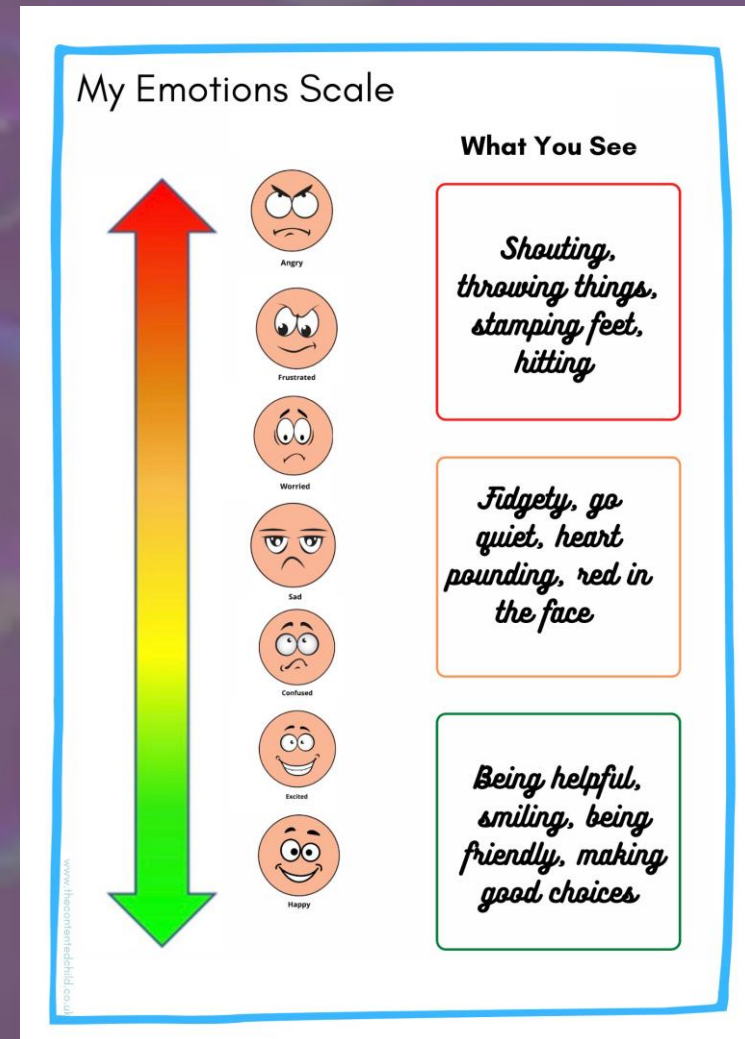 My Emotions Scale
What You See
Angry
Frustrated
Worried
Sad
Confused
Excited
Happy
Shouting,
throwing things,
stamping feet,
hitting
Fidgety, go
quiet, heart
pounding, red in
the face
Being helpful,
smiling, being
friendly, making
good choices
www.thecontentedchild.co.uk